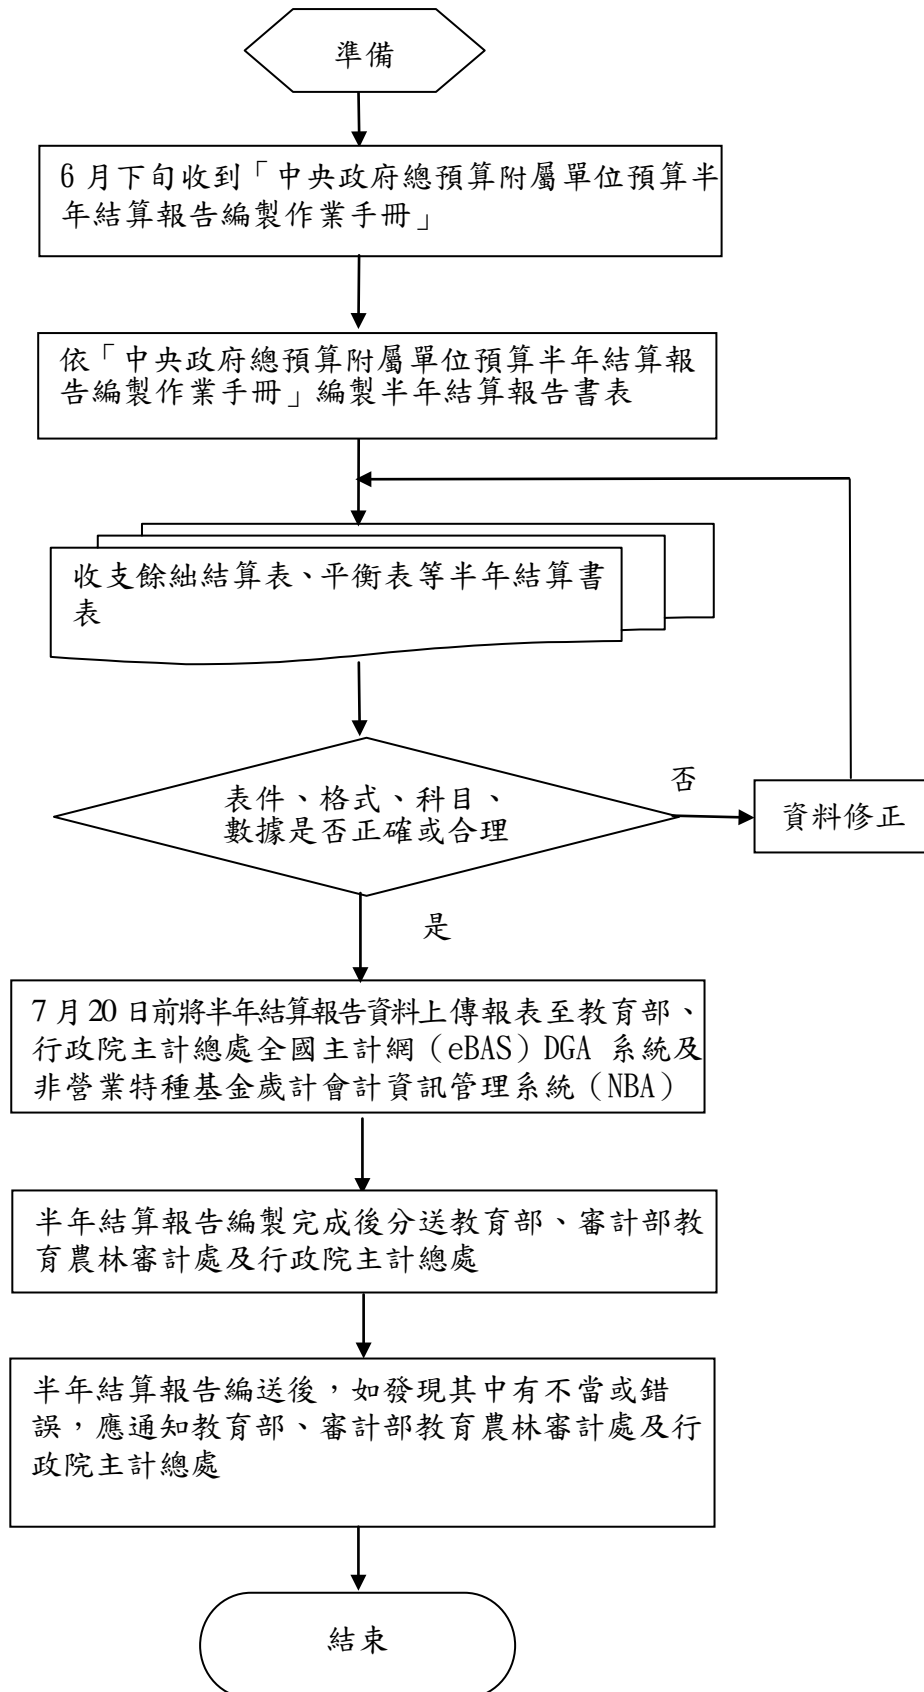 準備
6 月下旬收到「中央政府總預算附屬單位預算半
年結算報告編製作業手冊」
依「中央政府總預算附屬單位預算半年結算報
告編製作業手冊」編製半年結算報告書表
收支餘絀結算表、平衡表等半年結算書
表
表件、格式、科目、
數據是否正確或合理
否
資料修正
是
7 月 20 日前將半年結算報告資料上傳報表至教育部、
行政院主計總處全國主計網（eBAS）DGA 系統及
非營業特種基金歲計會計資訊管理系統（NBA）
半年結算報告編製完成後分送教育部、審計部教
育農林審計處及行政院主計總處
半年結算報告編送後，如發現其中有不當或錯
誤，應通知教育部、審計部教育農林審計處及行
政院主計總處
結束